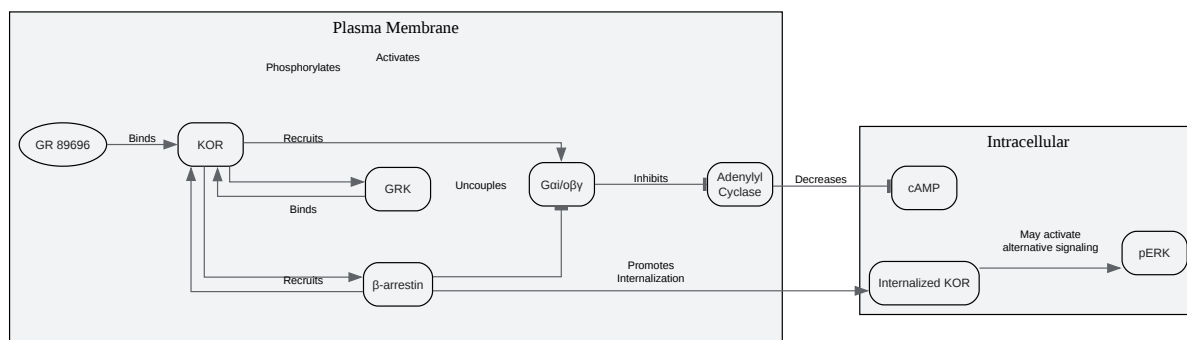 Plasma Membrane
Activates
Phosphorylates
Binds
GR 89696
KOR
Recruits
GRK
Binds
Uncouples
Gαi/oβγ
Inhibits
Adenylyl
Cyclase
Decreases
Recruits
β-arrestin
Promotes
Internalization
Intracellular
cAMP
May activate
alternative signaling
pERK
Internalized KOR